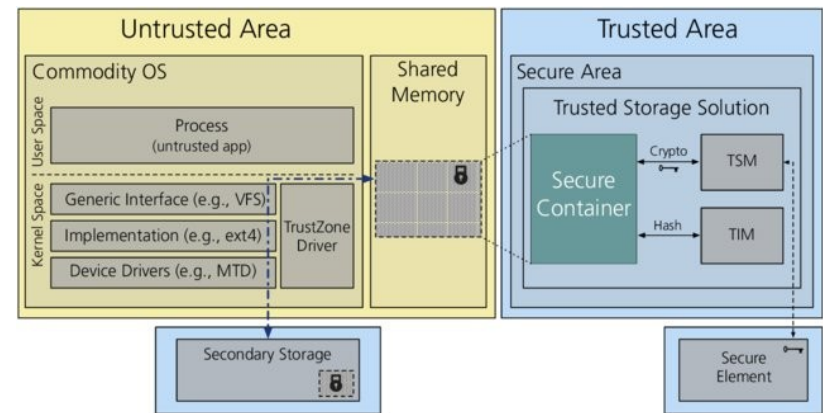 Untrusted Area
Trusted Area
Commodity OS
Shared
Memory
Secure Area
Trusted Storage Solution
User Space
Process
(untrusted app)
Kernel Space
Generic Interface (e.g., VFS)
Implementation (e.g., ext4)
Device Drivers (e.g., MTD)
TrustZone
Driver
Secure
Container
Crypto
TSM
Hash
TIM
Secondary Storage
Secure
Element